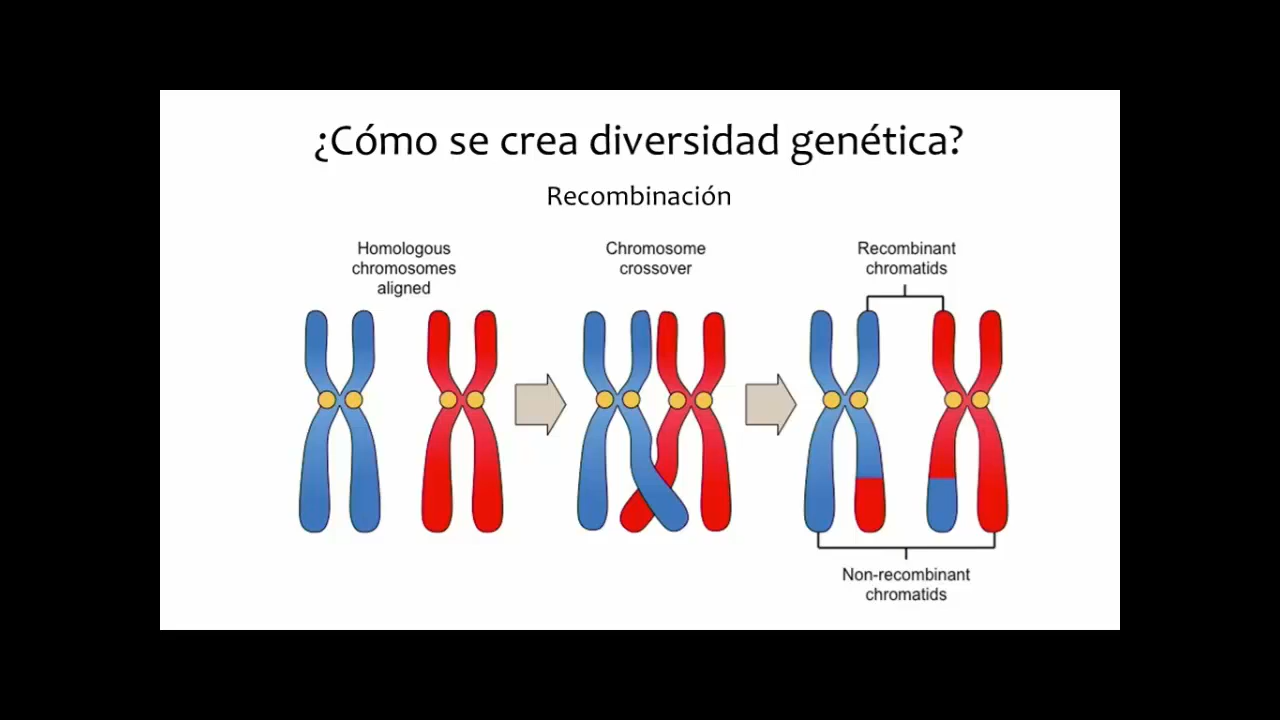 ¿Cómo se crea diversidad genética?
Recombinación
Homologous
chromosomes
aligned
Chromosome
crossover
Recombinant
chromatids
Non-recombinant
chromatids